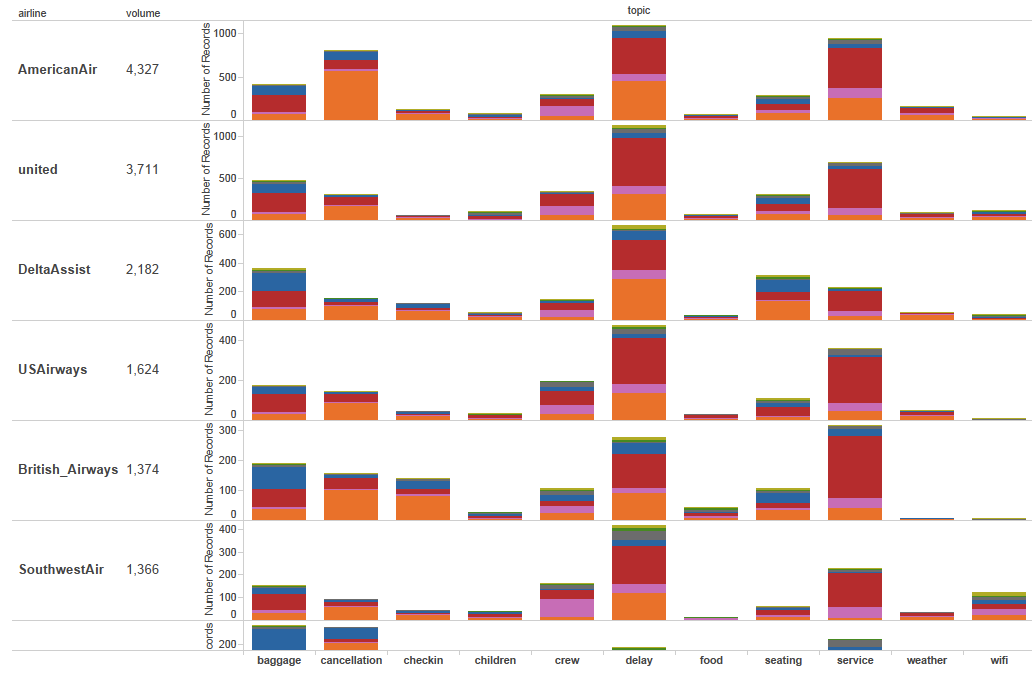 airline volume topic
AmericanAir 4,327 Number of Records 1000 500 0
united 3,711 Number of Records 1000 500 0
DeltaAssist 2,182 Number of Records 600 400 200 0
USAirways 1,624 Number of Records 400 200 0
British_Airways 1,374 Number of Records 300 200 100 0
SouthwestAir 1,366 Number of Records 400 300 200 100 0
cords 200
baggage cancellation checkin children crew delay food seating service weather wifi